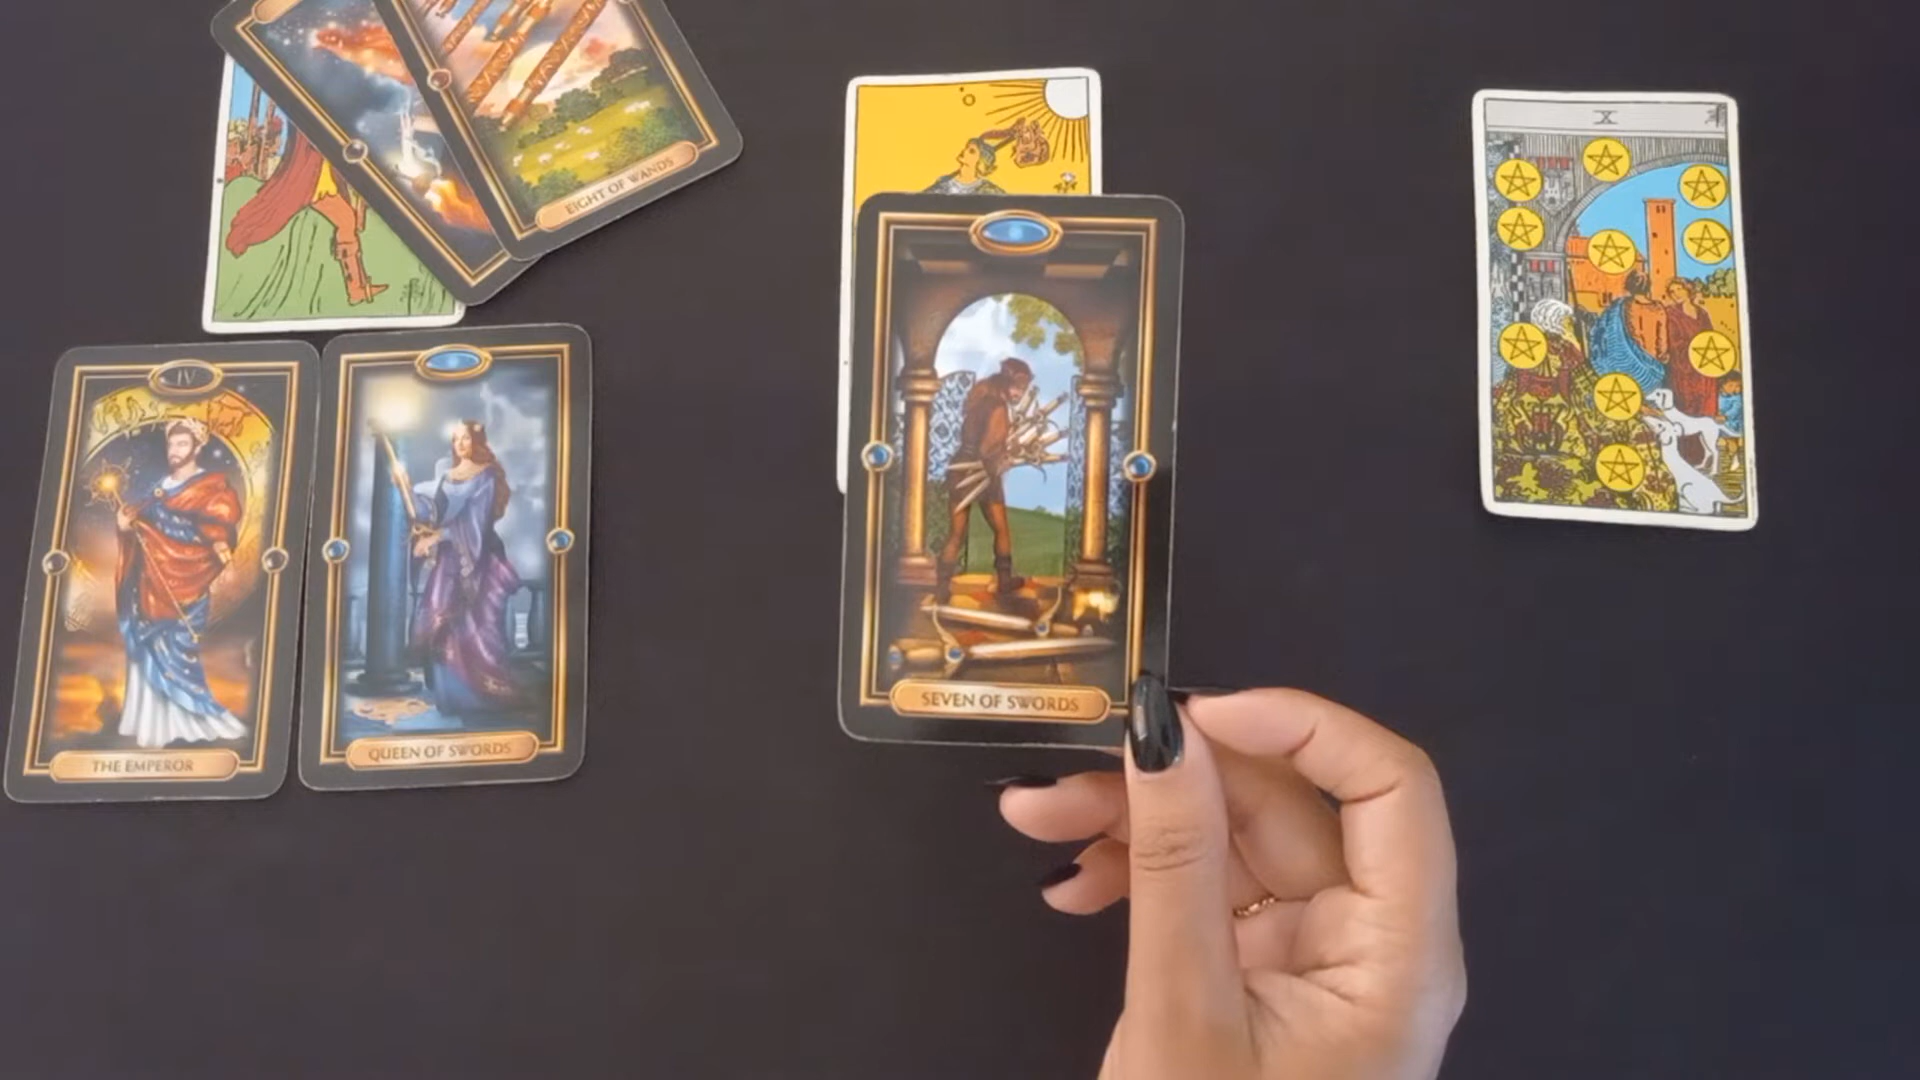 EIGHT OF WANDS
X
IV
THE EMPEROR
QUEEN OF SWORDS
SEVEN OF SWORDS